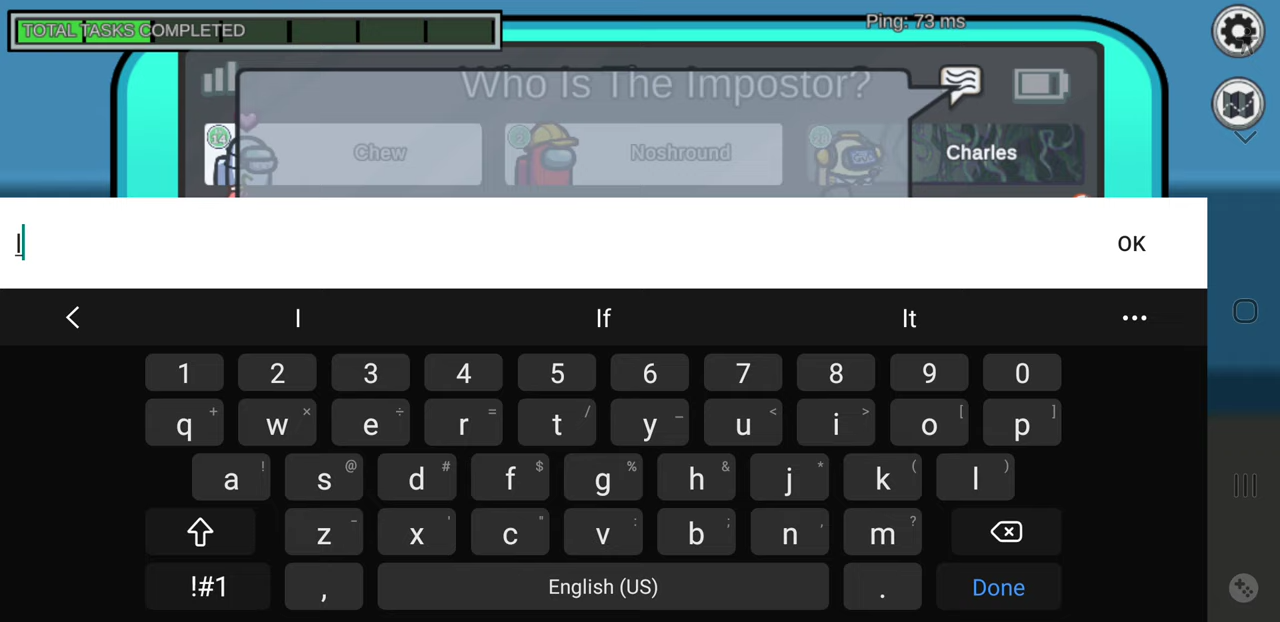 TOTAL TASKS COMPLETED
Ping: 73 ms
Who Is The Impostor?
14 Chew
Noshround
Charles
I
OK
I If It
1 2 3 4 5 6 7 8 9 0
q + w × e ÷ r = t / y _ u < i > o [ p ]
a ! s @ d # f $ g % h & j * k ( l )
z - x ' c " v : b ; n , m ?
!#1 , English (US) . Done